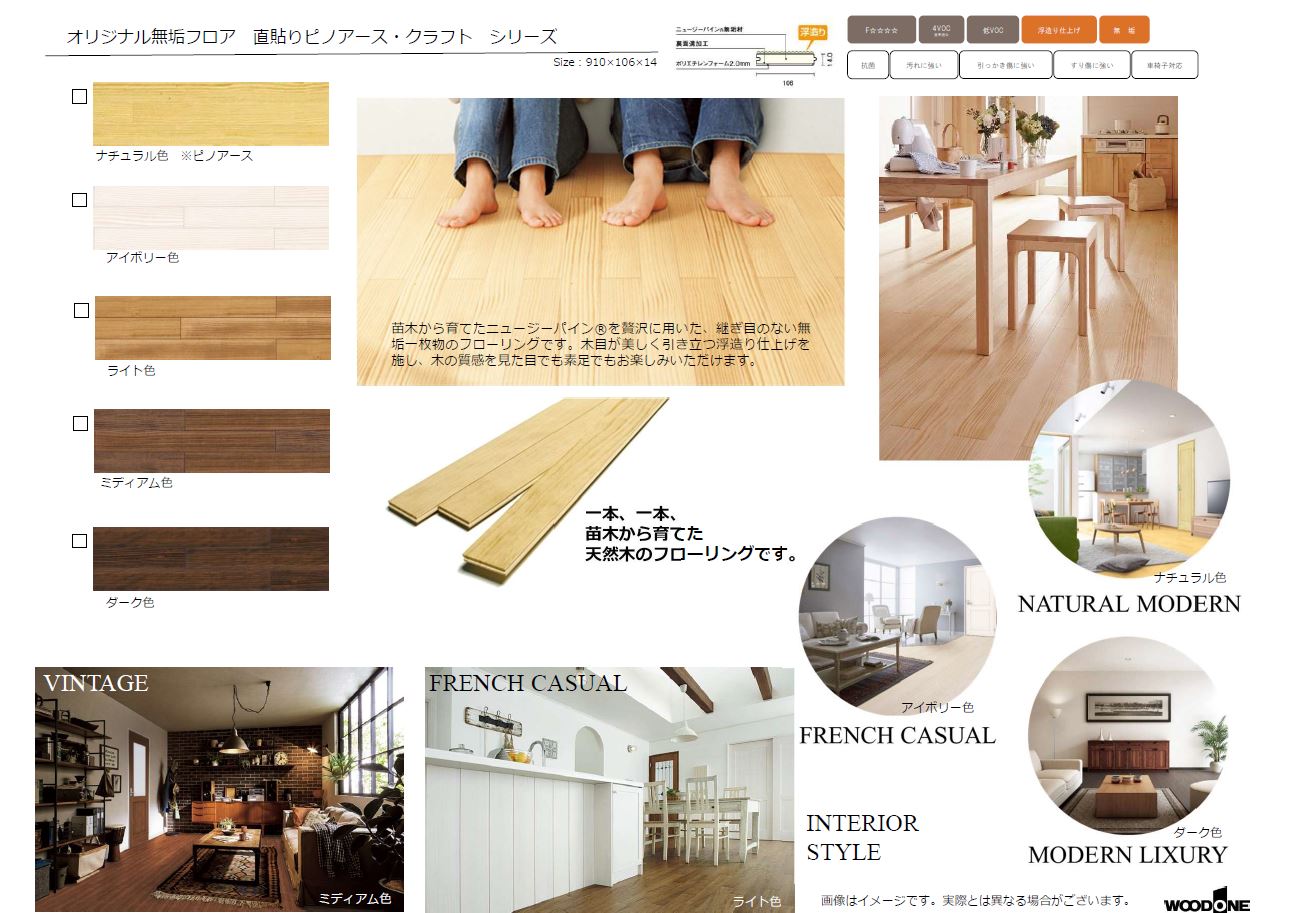 オリジナル無垢フロア　直貼りピノアース・クラフト　シリーズ
Size：910×106×14
ニュージーパイン®無垢材
裏面溝加工
ポリエチレンフォーム2.0mm
浮造り
14.0
106
F☆☆☆☆
4VOC
低VOC
浮造り仕上げ
無 垢
抗菌
汚れに強い
引っかき傷に強い
すり傷に強い
車椅子対応
ナチュラル色　※ピノアース
アイボリー色
ライト色
ミディアム色
ダーク色
苗木から育てたニュージーパイン®を贅沢に用いた、継ぎ目のない無
垢一枚物のフローリングです。木目が美しく引き立つ浮造り仕上げを
施し、木の質感を見た目でも素足でもお楽しみいただけます。
一本、一本、
苗木から育てた
天然木のフローリングです。
ナチュラル色
NATURAL MODERN
アイボリー色
FRENCH CASUAL
ダーク色
MODERN LIXURY
VINTAGE
ミディアム色
FRENCH CASUAL
ライト色
INTERIOR
STYLE
画像はイメージです。実際とは異なる場合がございます。
WOODONE